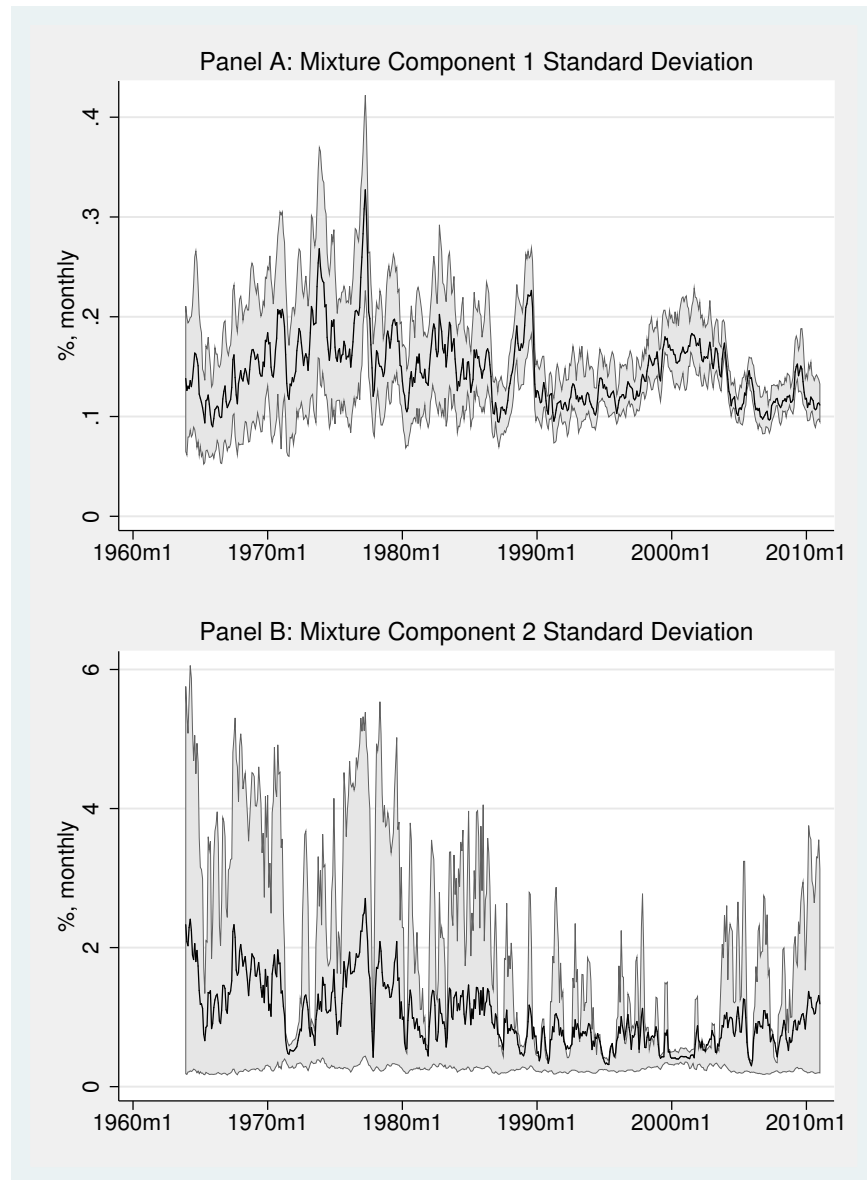 Panel A: Mixture Component 1 Standard Deviation
%, monthly
.4
.3
.2
.1
0
1960m1 1970m1 1980m1 1990m1 2000m1 2010m1
Panel B: Mixture Component 2 Standard Deviation
%, monthly
6
4
2
0
1960m1 1970m1 1980m1 1990m1 2000m1 2010m1